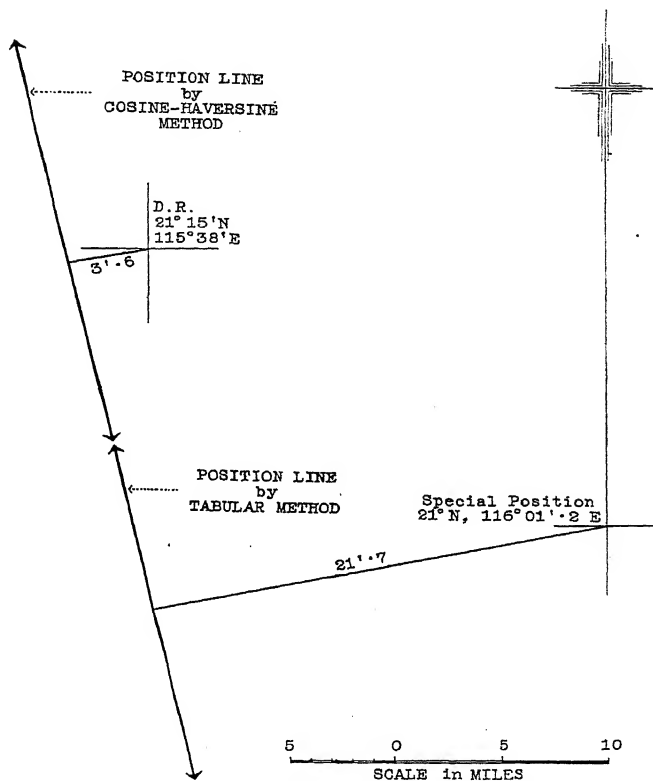 POSITION LINE
by
COSINE-HAVERSINE
METHOD
D.R.
21° 15'N
115°38'E
3'·6
POSITION LINE
by
TABULAR METHOD
Special Position
21°N, 116°01'·2 E
21'·7
5 0 5 10
SCALE in MILES